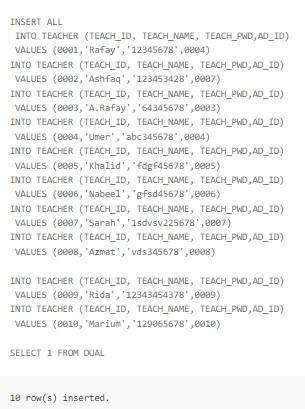 INSERT ALL
INTO TEACHER (TEACH_ID, TEACH_NAME, TEACH_PWD,AD_ID)
VALUES (0001,'Rafay','12345678',0004)
INTO TEACHER (TEACH_ID, TEACH_NAME, TEACH_PWD,AD_ID)
VALUES (0002,'Ashfaq','123453428',0007)
INTO TEACHER (TEACH_ID, TEACH_NAME, TEACH_PWD,AD_ID)
VALUES (0003,'A.Rafay','64345678',0003)
INTO TEACHER (TEACH_ID, TEACH_NAME, TEACH_PWD,AD_ID)
VALUES (0004,'Umer','abc345678',0004)
INTO TEACHER (TEACH_ID, TEACH_NAME, TEACH_PWD,AD_ID)
VALUES (0005,'Khalid','fdgf45678',0005)
INTO TEACHER (TEACH_ID, TEACH_NAME, TEACH_PWD,AD_ID)
VALUES (0006,'Nabeel','gfsd45678',0006)
INTO TEACHER (TEACH_ID, TEACH_NAME, TEACH_PWD,AD_ID)
VALUES (0007,'Sarah','1sdvsv225678',0007)
INTO TEACHER (TEACH_ID, TEACH_NAME, TEACH_PWD,AD_ID)
VALUES (0008,'Azmat','vds345678',0008)
INTO TEACHER (TEACH_ID, TEACH_NAME, TEACH_PWD,AD_ID)
VALUES (0009,'Rida','12343454378',0009)
INTO TEACHER (TEACH_ID, TEACH_NAME, TEACH_PWD,AD_ID)
VALUES (0010,'Marium','129065678',0010)
SELECT 1 FROM DUAL
10 row(s) inserted.